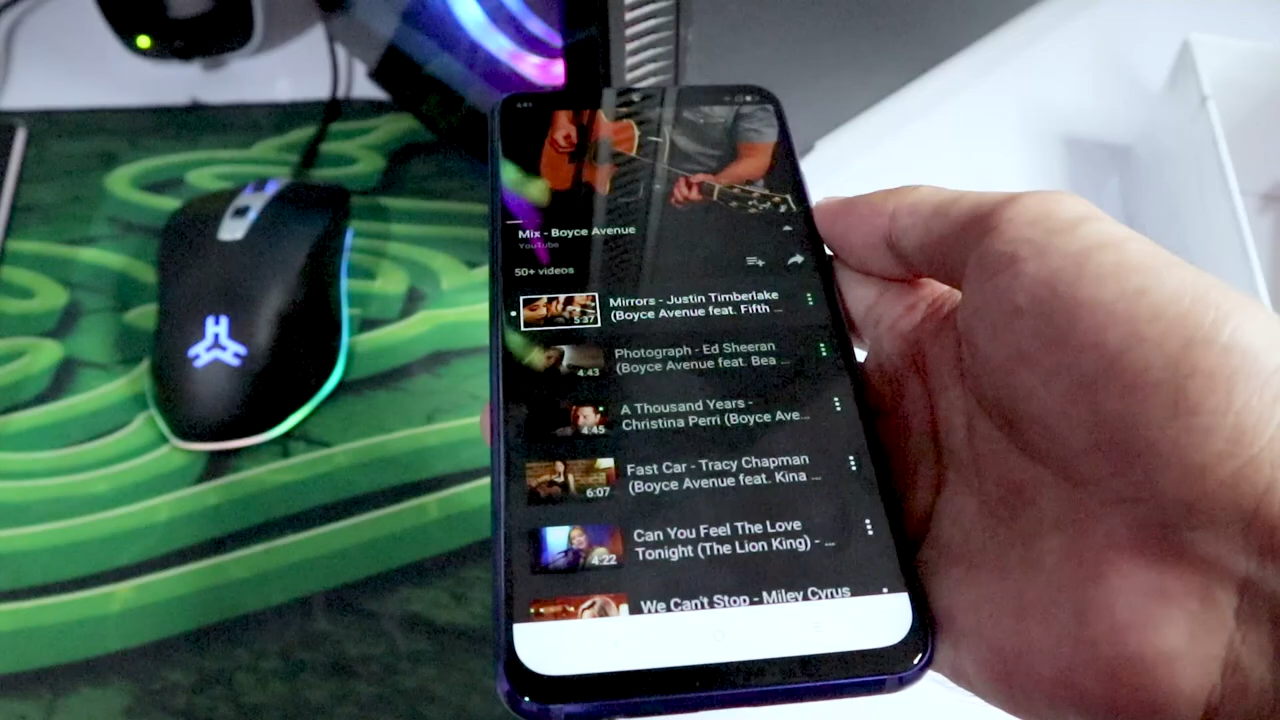 Mix - Boyce Avenue
YouTube
50+ videos
Mirrors - Justin Timberlake
(Boyce Avenue feat. Fifth ...
5:37
Photograph - Ed Sheeran
(Boyce Avenue feat. Bea ...
4:43
A Thousand Years -
Christina Perri (Boyce Ave...
4:45
Fast Car - Tracy Chapman
(Boyce Avenue feat. Kina ...
6:07
Can You Feel The Love
Tonight (The Lion King) - ...
4:22
We Can't Stop - Miley Cyrus